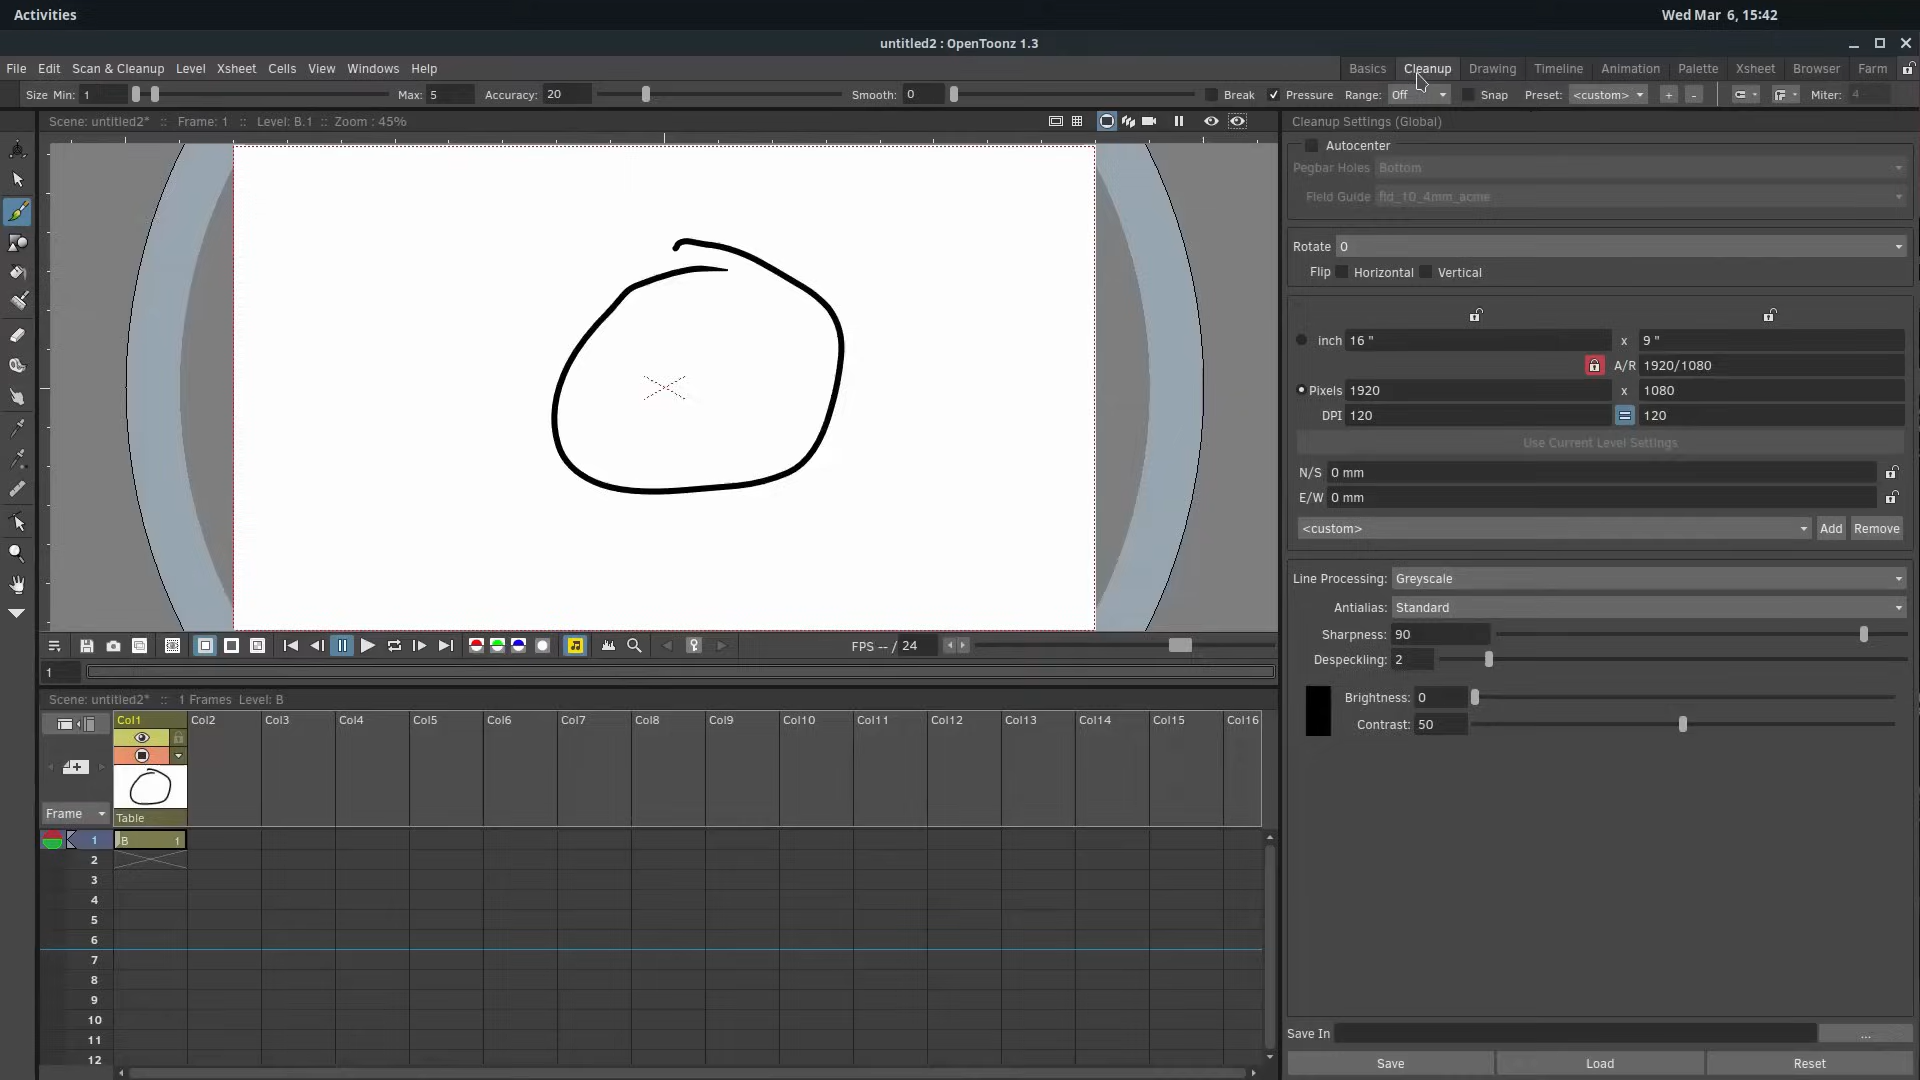 Activities
Wed Mar 6, 15:42
untitled2 : OpenToonz 1.3
File Edit Scan & Cleanup Level Xsheet Cells View Windows Help
Basics Cleanup Drawing Timeline Animation Palette Xsheet Browser Farm
Size Min: 1 Max: 5 Accuracy: 20 Smooth: 0 Break Pressure Range: Off Snap Preset: <custom> + - Miter: 4
Scene: untitled2* :: Frame: 1 :: Level: B.1 :: Zoom : 45%
Cleanup Settings (Global)
Autocenter
Pegbar Holes Bottom
Field Guide fld_10_4mm_acme
Rotate 0
Flip Horizontal Vertical
inch 16 " x 9 "
A/R 1920/1080
Pixels 1920 x 1080
DPI 120 120
Use Current Level Settings
N/S 0 mm
E/W 0 mm
<custom> Add Remove
Line Processing: Greyscale
Antialias: Standard
Sharpness: 90
Despeckling: 2
Brightness: 0
Contrast: 50
Save In ...
Save Load Reset
FPS -- / 24
1
Scene: untitled2* :: 1 Frames Level: B
Col1 Col2 Col3 Col4 Col5 Col6 Col7 Col8 Col9 Col10 Col11 Col12 Col13 Col14 Col15 Col16
Frame
Table
1 B 1
2
3
4
5
6
7
8
9
10
11
12